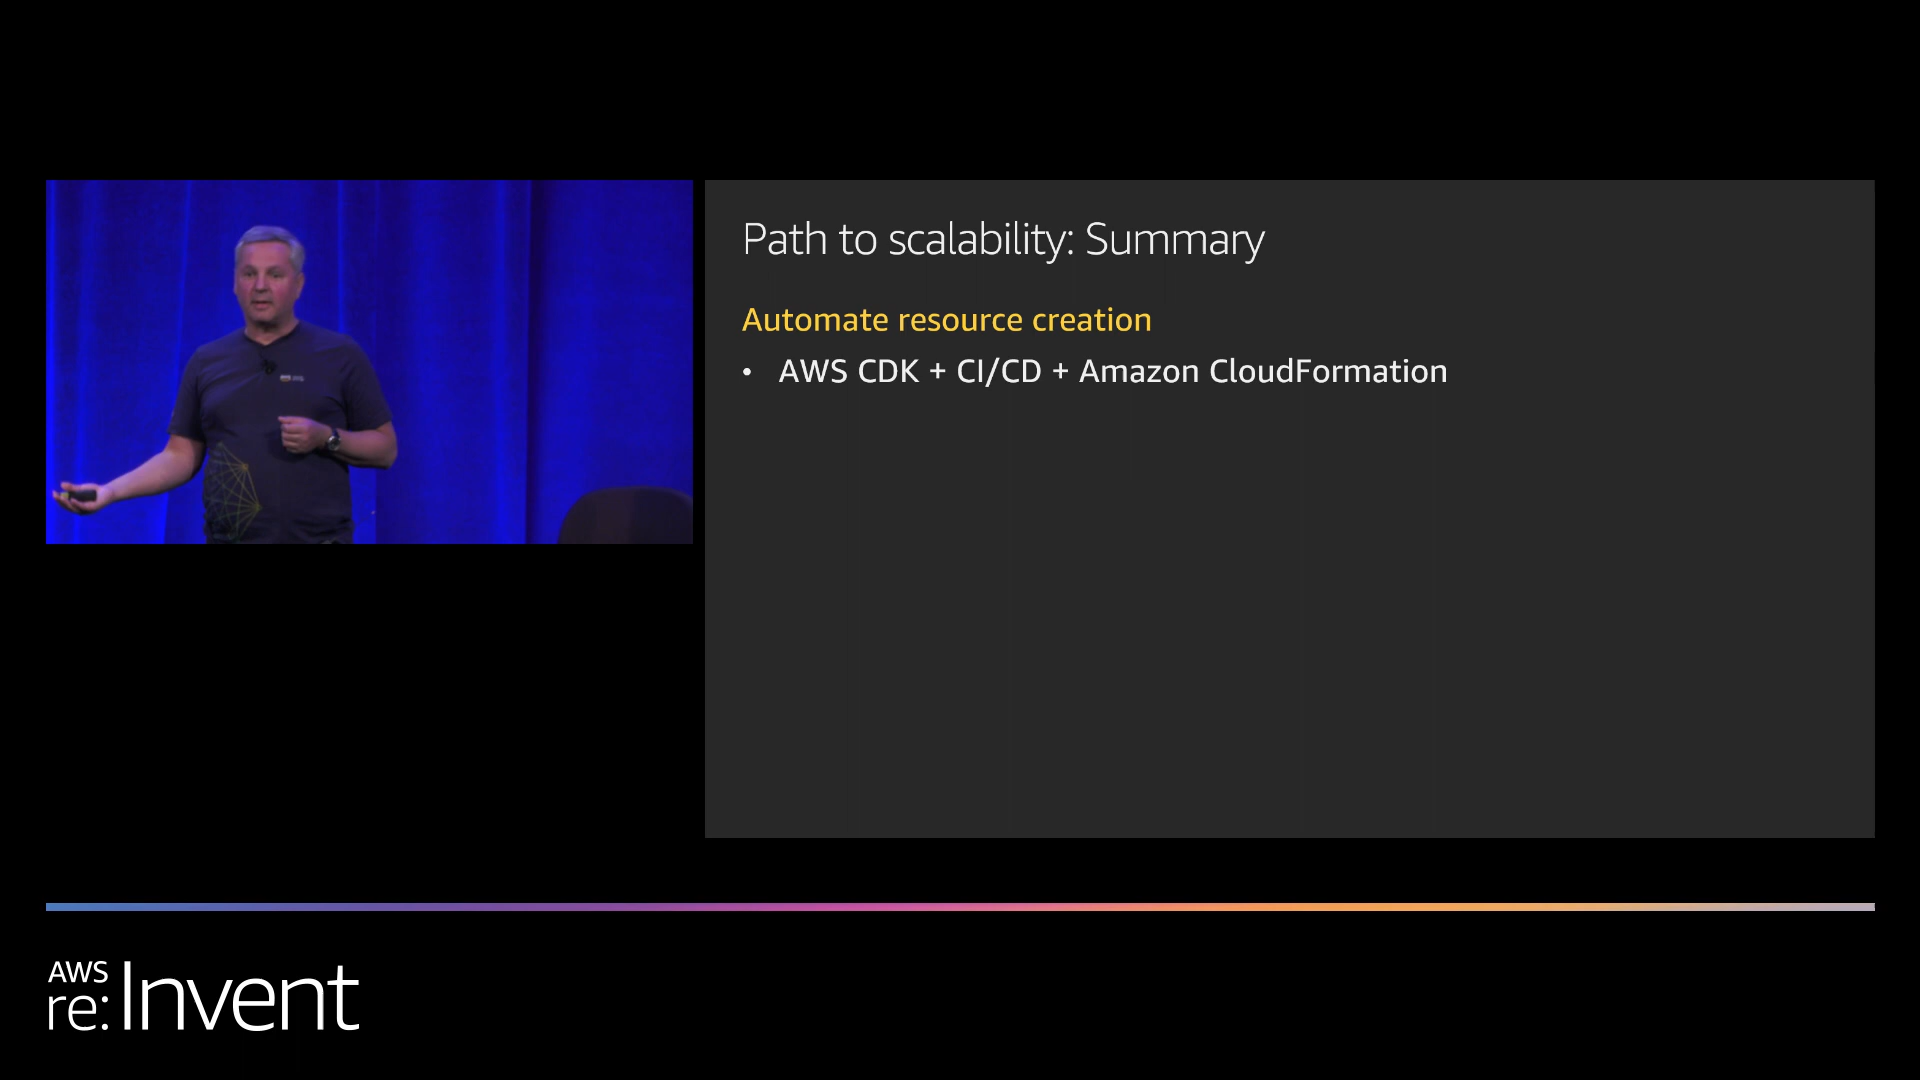 Path to scalability: Summary
Automate resource creation
• AWS CDK + CI/CD + Amazon CloudFormation
AWS
re:Invent